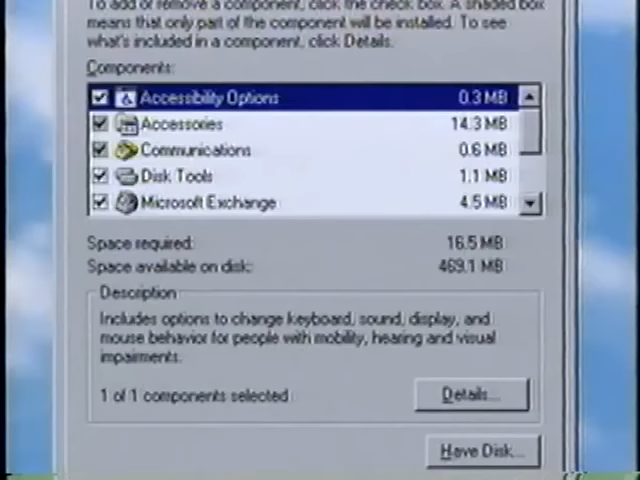 To add or remove a component, click the check box. A shaded box
means that only part of the component will be installed. To see
what's included in a component, click Details.
Components:
Accessibility Options 0.3 MB
Accessories 14.3 MB
Communications 0.6 MB
Disk Tools 1.1 MB
Microsoft Exchange 4.5 MB
Space required: 16.5 MB
Space available on disk: 469.1 MB
Description
Includes options to change keyboard, sound, display, and
mouse behavior for people with mobility, hearing and visual
impairments.
1 of 1 components selected
Details...
Have Disk...